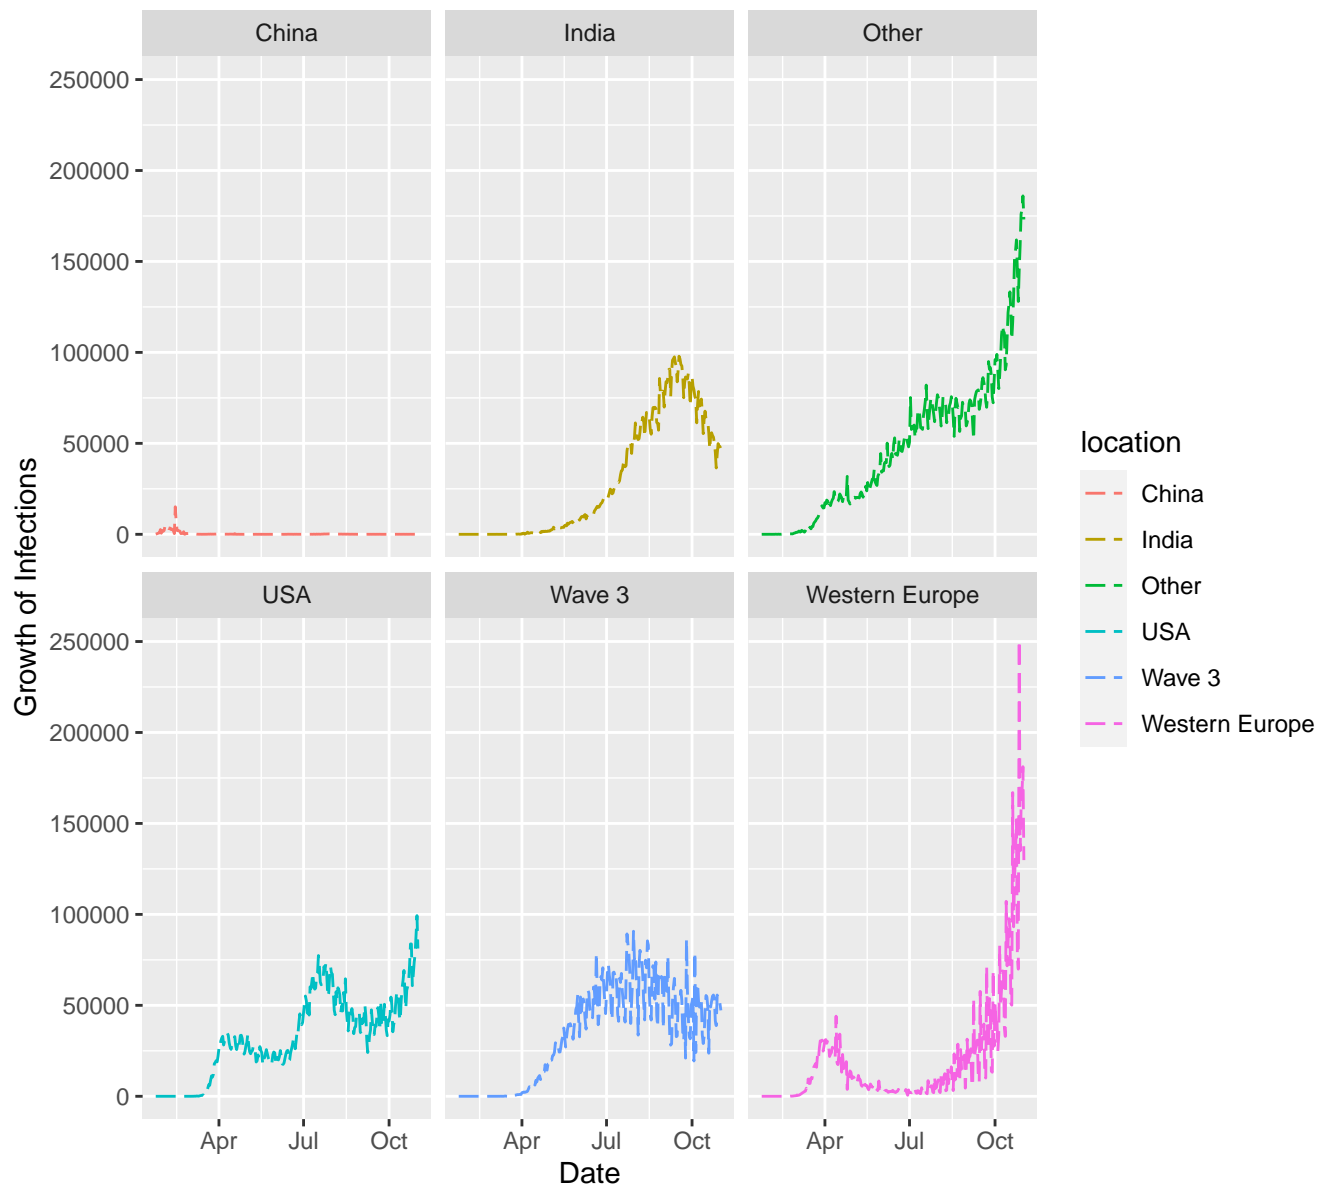 China India Other
250000
200000
150000
100000
50000
0
USA Wave 3 Western Europe
250000
200000
150000
100000
50000
0
Apr Jul Oct Apr Jul Oct Apr Jul Oct
Date
Growth of Infections
location
China
India
Other
USA
Wave 3
Western Europe